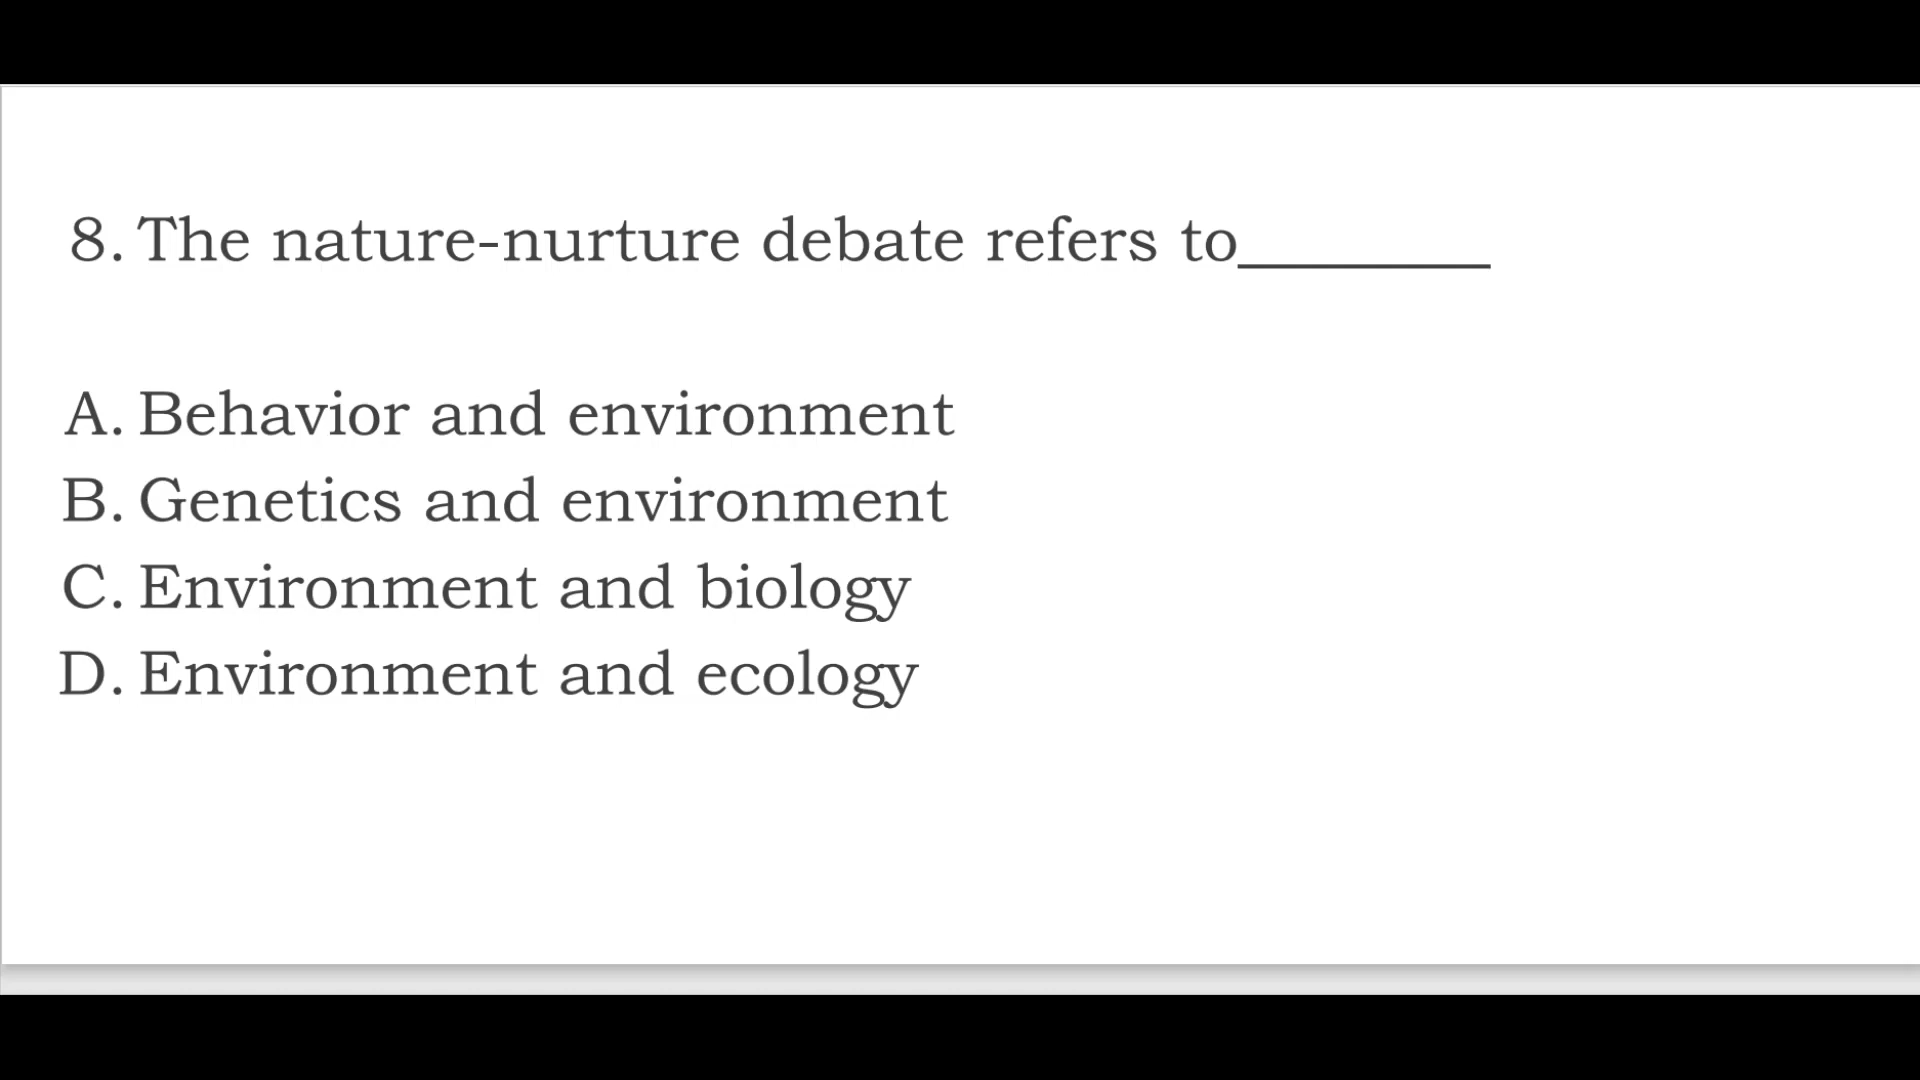 8. The nature-nurture debate refers to________
A. Behavior and environment
B. Genetics and environment
C. Environment and biology
D. Environment and ecology